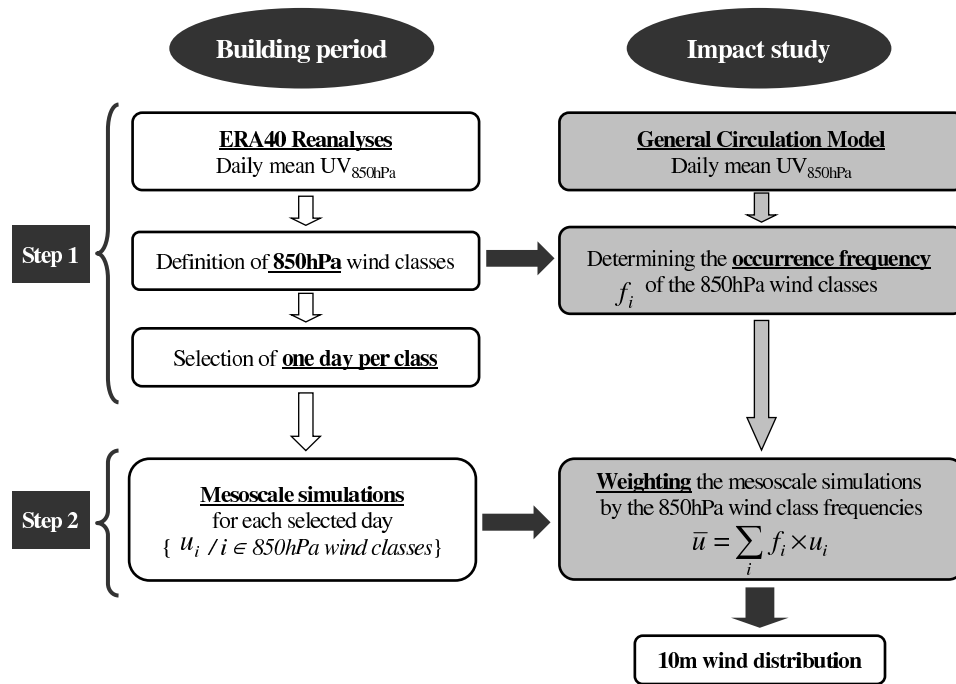 Building period
Impact study
Step 1
ERA40 Reanalyses
Daily mean UV850hPa
General Circulation Model
Daily mean UV850hPa
Definition of 850hPa wind classes
Determining the occurrence frequency
fi of the 850hPa wind classes
Selection of one day per class
Step 2
Mesoscale simulations
for each selected day
{ ui / i ∈ 850hPa wind classes}
Weighting the mesoscale simulations
by the 850hPa wind class frequencies
u̅ = ∑i fi × ui
10m wind distribution